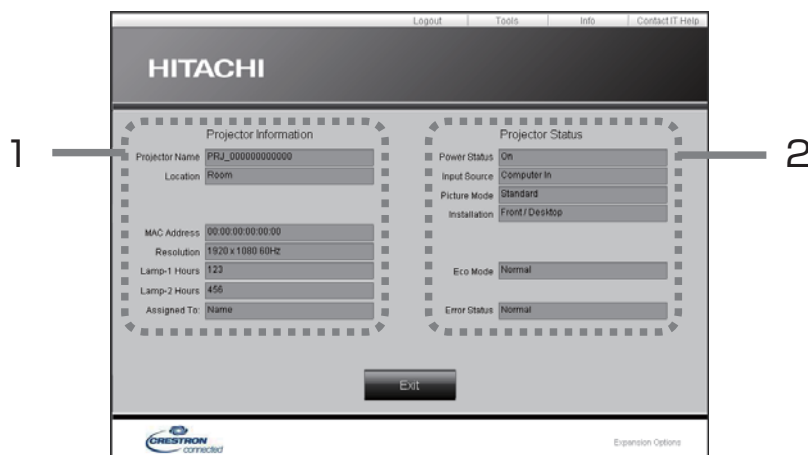 Logout Tools Info Contact IT Help
HITACHI
1
Projector Information
Projector Name PRJ_000000000000
Location Room
MAC Address 00:00:00:00:00:00
Resolution 1920 x 1080 60Hz
Lamp-1 Hours 123
Lamp-2 Hours 456
Assigned To: Name
2
Projector Status
Power Status On
Input Source Computer In
Picture Mode Standard
Installation Front / Desktop
Eco Mode Normal
Error Status Normal
Exit
CRESTRON
connected
Expansion Options